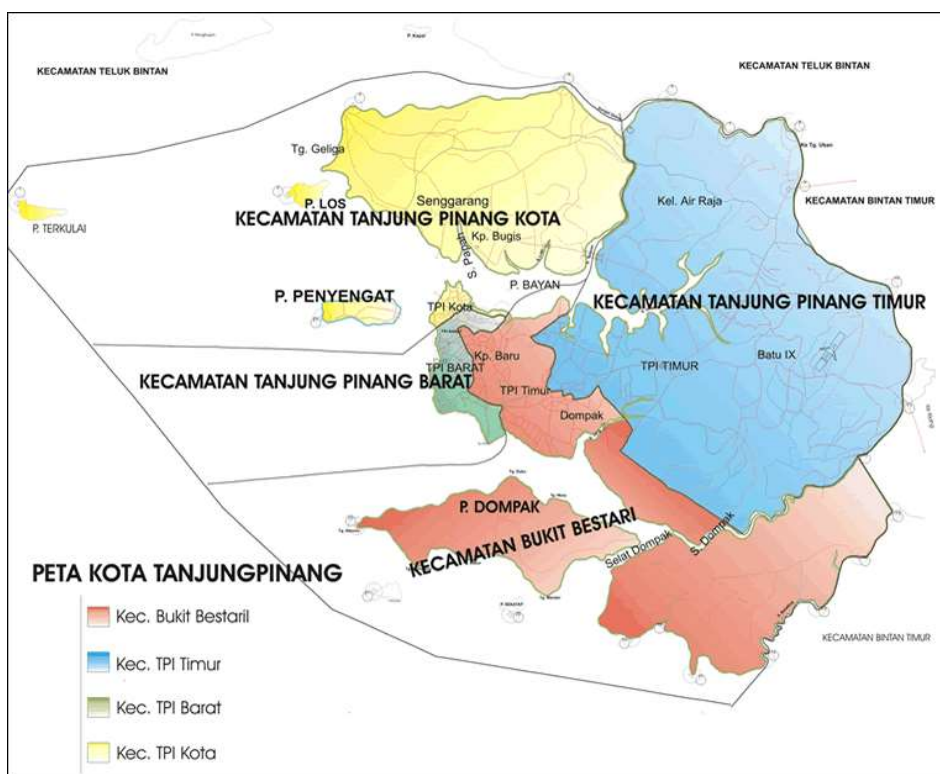 P. Kapal
KECAMATAN TELUK BINTAN
KECAMATAN TELUK BINTAN
Tg. Geliga
P. LOS
Senggarang
Kel. Air Raja
KECAMATAN BINTAN TIMUR
P. TERKULAI
KECAMATAN TANJUNG PINANG KOTA
Kp. Bugis
S. Papah
P. BAYAN
P. PENYENGAT
TPI Kota
KECAMATAN TANJUNG PINANG TIMUR
Kp. Baru
TPI BARAT
TPI TIMUR
Batu IX
KECAMATAN TANJUNG PINANG BARAT
TPI Timur
Dompak
P. DOMPAK
KECAMATAN BUKIT BESTARI
Selat Dompak
S. Dompak
PETA KOTA TANJUNGPINANG
KECAMATAN BINTAN TIMUR
Kec. Bukit Bestaril
Kec. TPI Timur
Kec. TPI Barat
Kec. TPI Kota